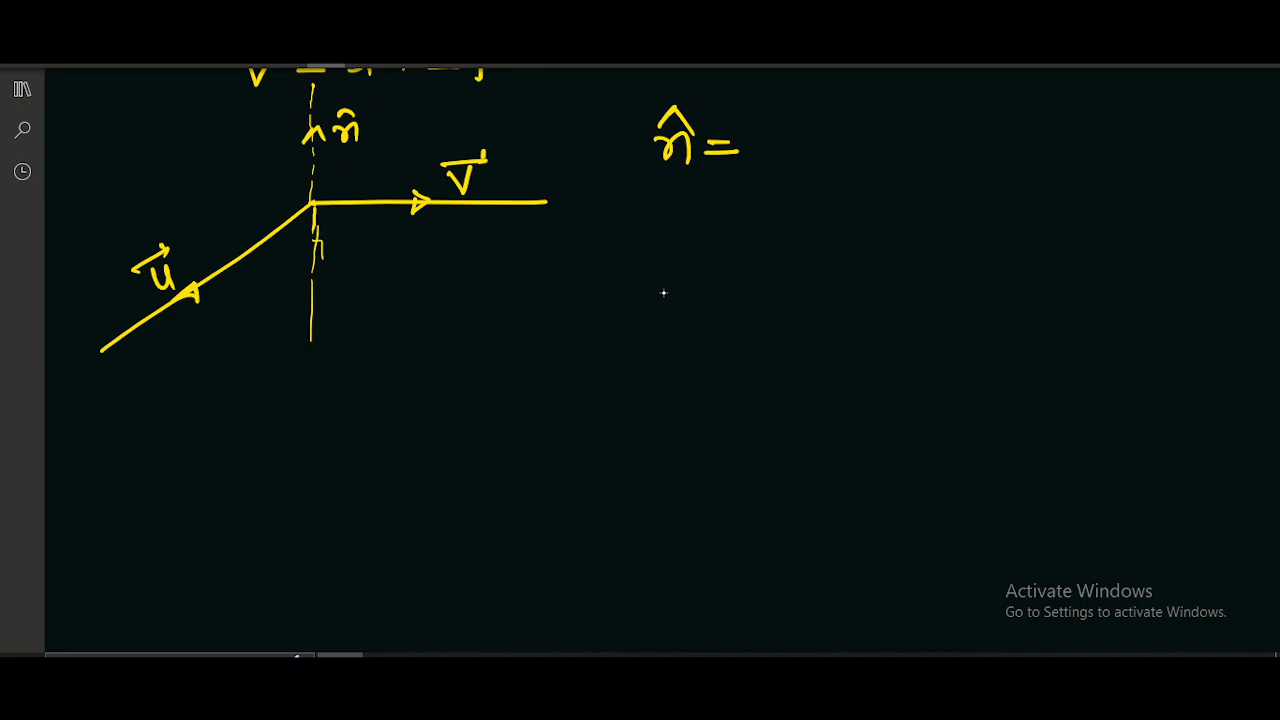 n̂
n̂ =
V⃗
u⃗
Activate Windows
Go to Settings to activate Windows.